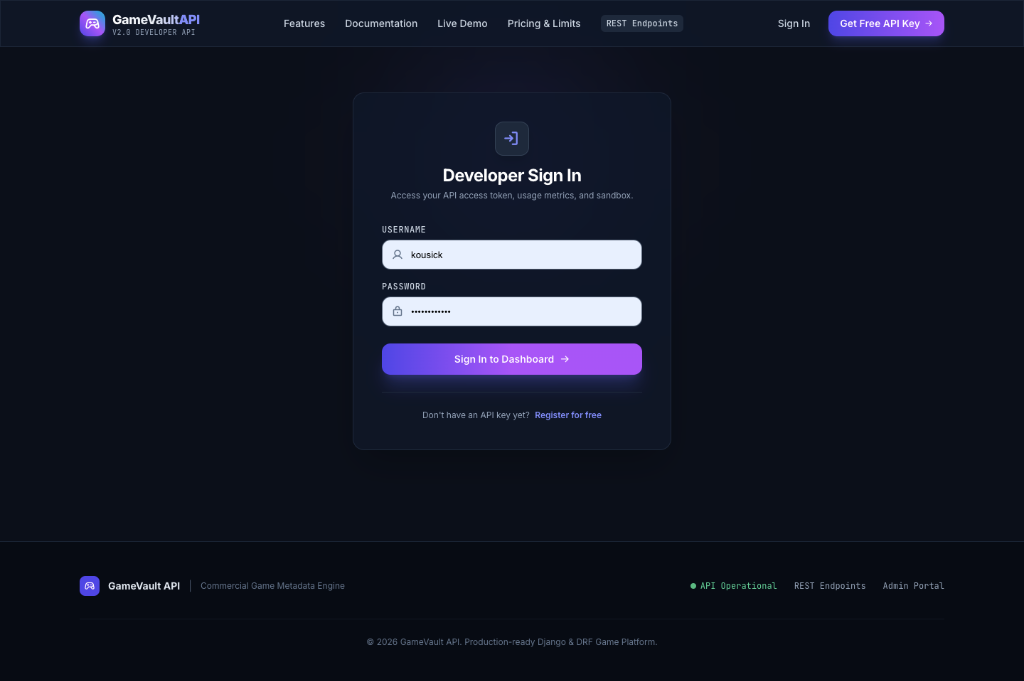 GameVaultAPI
V2.0 DEVELOPER API
Features
Documentation
Live Demo
Pricing & Limits
REST Endpoints
Sign In
Get Free API Key →
Developer Sign In
Access your API access token, usage metrics, and sandbox.
USERNAME
kousick
PASSWORD
••••••••••••
Sign In to Dashboard →
Don't have an API key yet? Register for free
GameVault API
Commercial Game Metadata Engine
API Operational
REST Endpoints
Admin Portal
© 2026 GameVault API. Production-ready Django & DRF Game Platform.